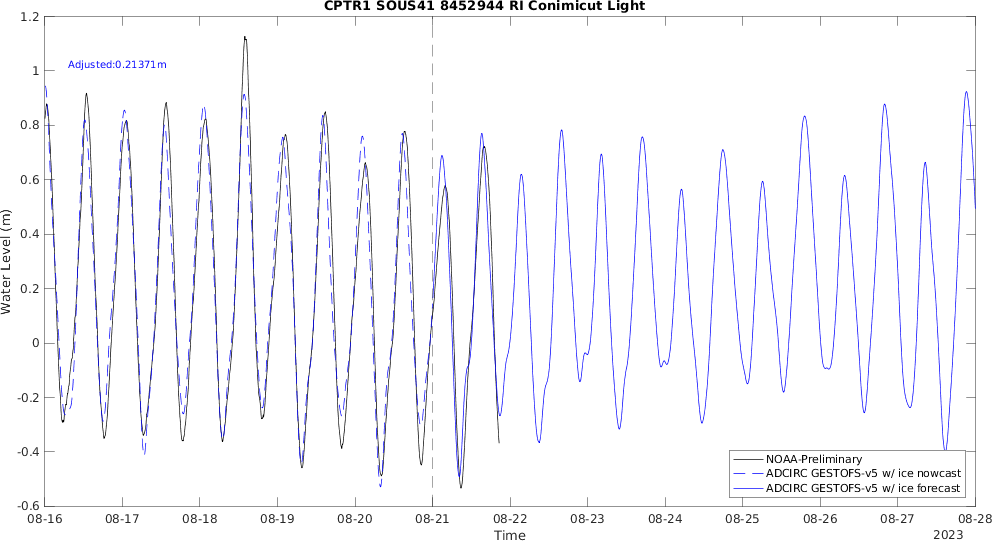 CPTR1 SOUS41 8452944 RI Conimicut Light
Adjusted:0.21371m
Water Level (m)
1.2
1
0.8
0.6
0.4
0.2
0
-0.2
-0.4
-0.6
NOAA-Preliminary
ADCIRC GESTOFS-v5 w/ ice nowcast
ADCIRC GESTOFS-v5 w/ ice forecast
08-16 08-17 08-18 08-19 08-20 08-21 08-22 08-23 08-24 08-25 08-26 08-27 08-28
Time
2023